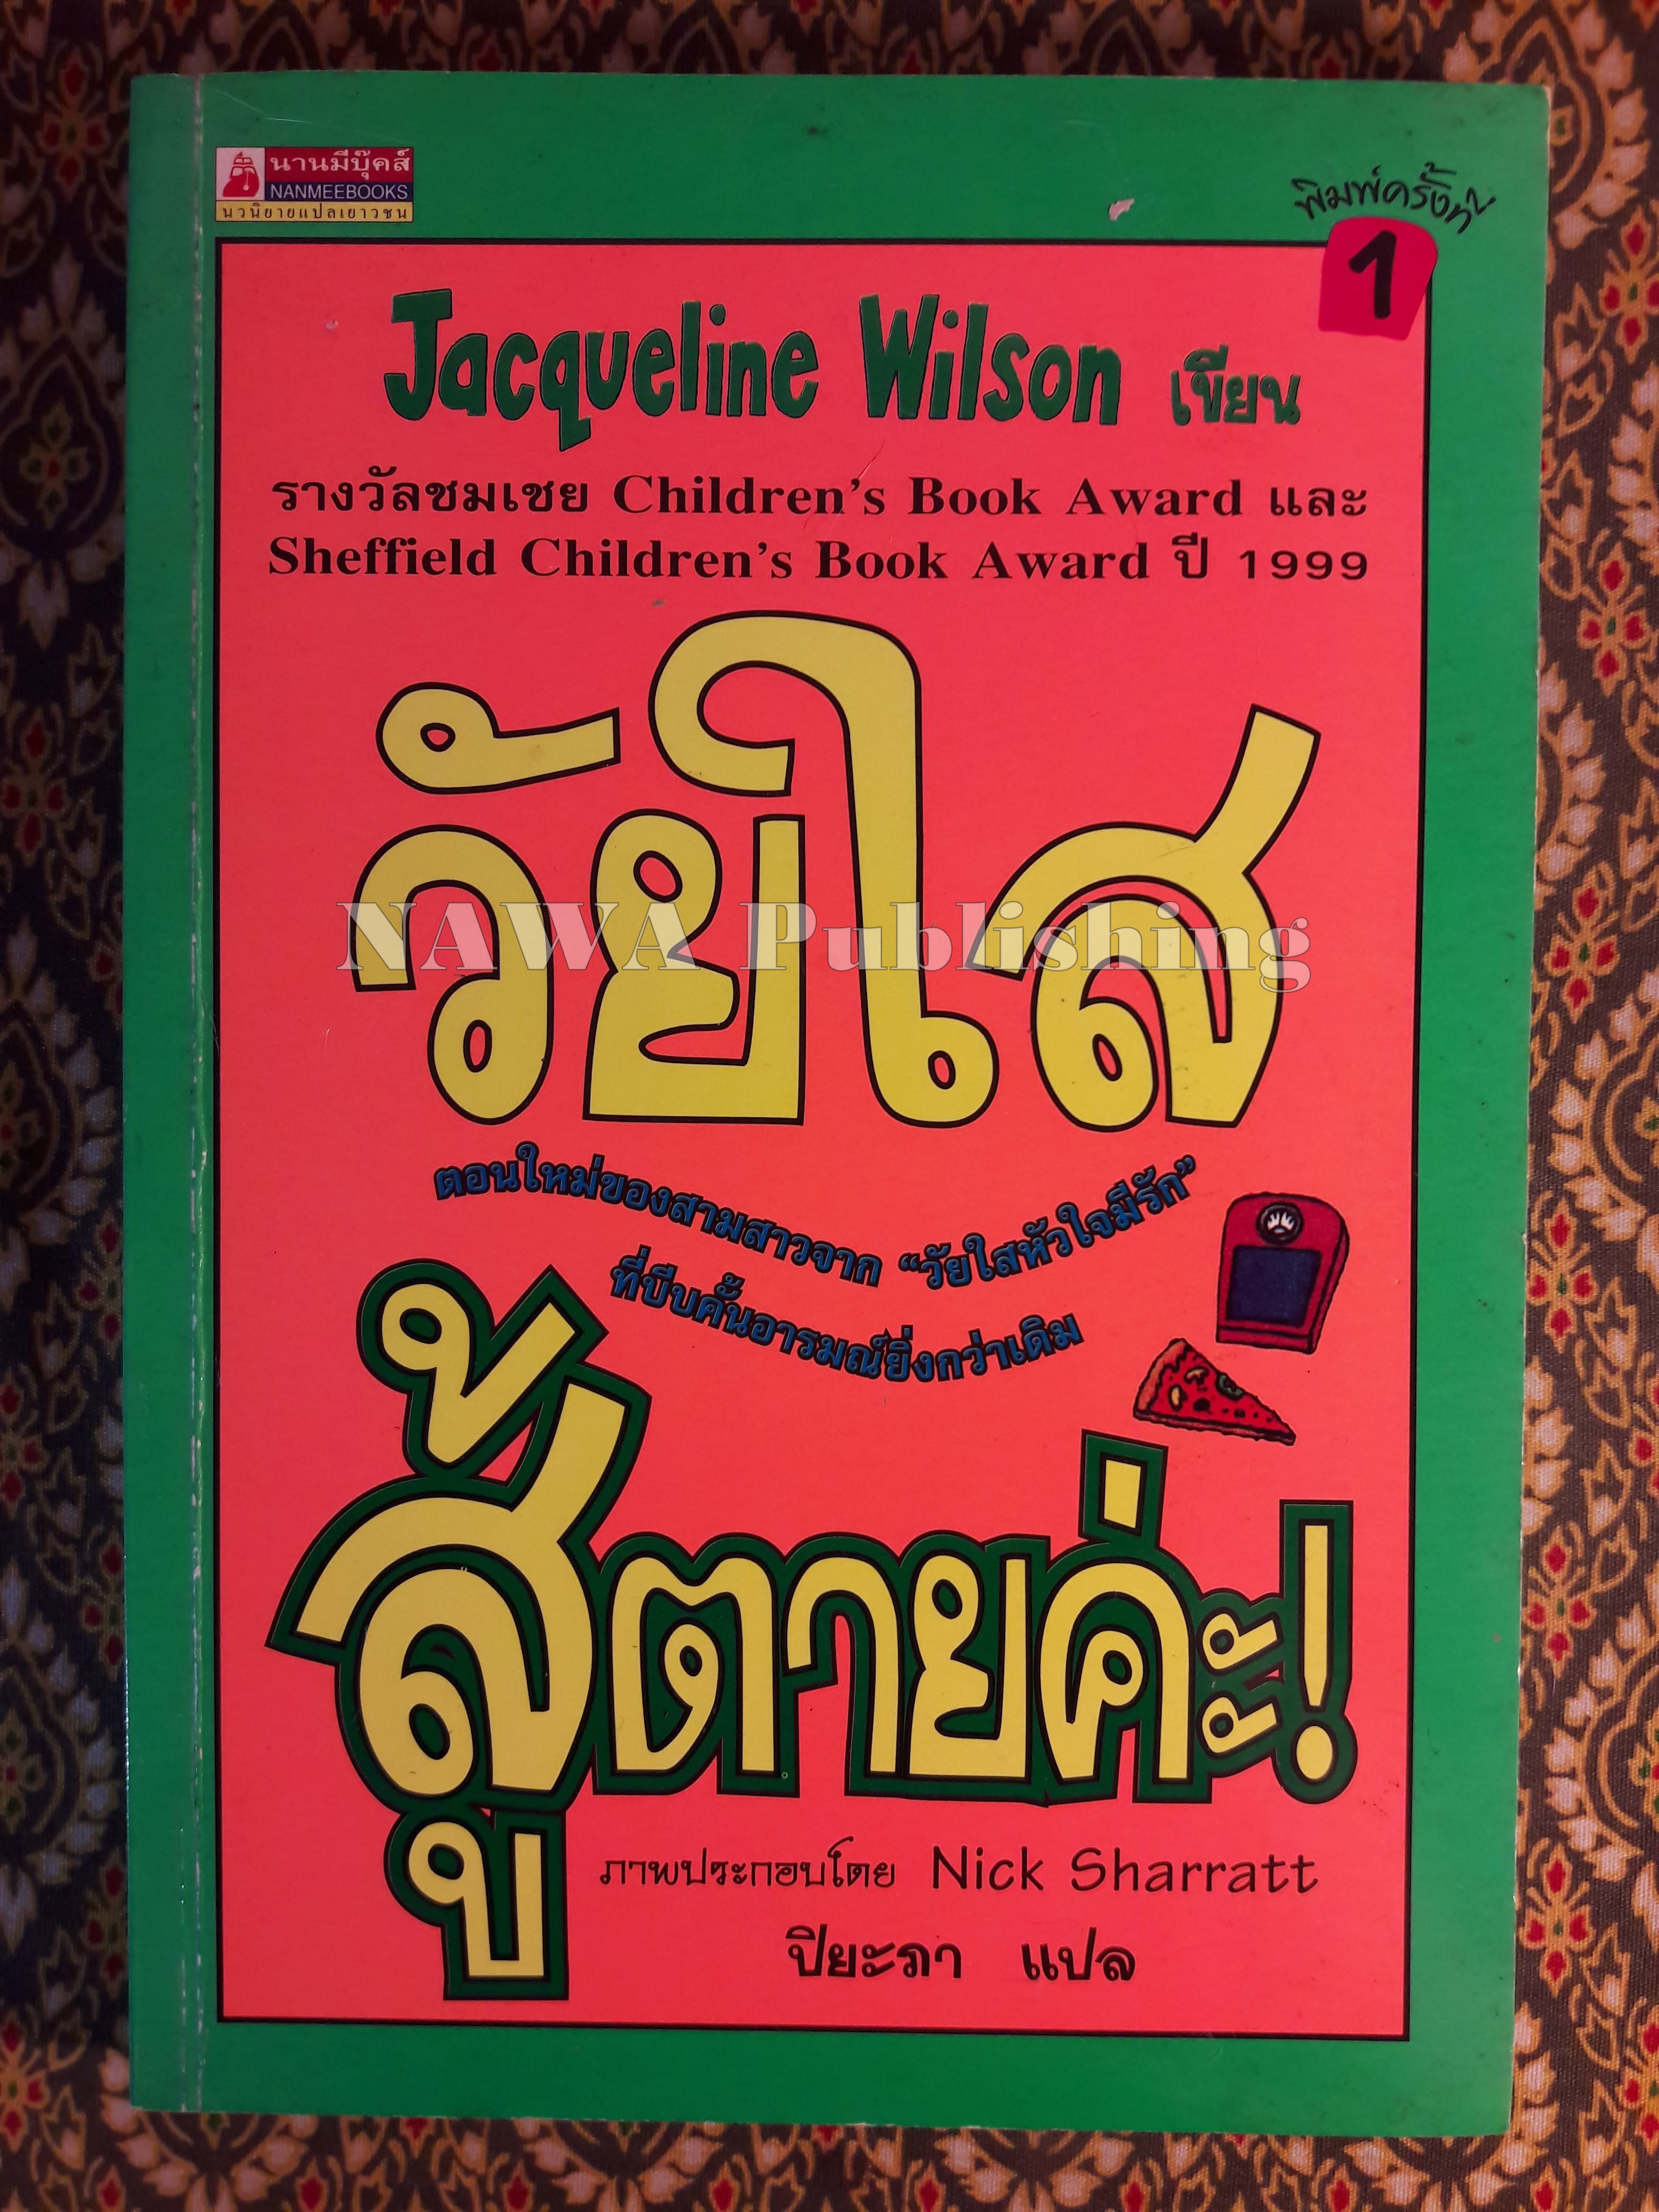 นานมีบุ๊คส์
NANMEEBOOKS
นวนิยายแปลเยาวชน
พิมพ์ครั้งที่
1
Jacqueline Wilson เขียน
รางวัลชมเชย Children's Book Award และ
Sheffield Children's Book Award ปี 1999
วัยใส
NAWA Publishing
ตอนใหม่ของสามสาวจาก "วัยใสหัวใจมีรัก"
ที่บีบคั้นอารมณ์ยิ่งกว่าเดิม
สู้ตายค่ะ!
ภาพประกอบโดย Nick Sharratt
ปิยะภา แปล